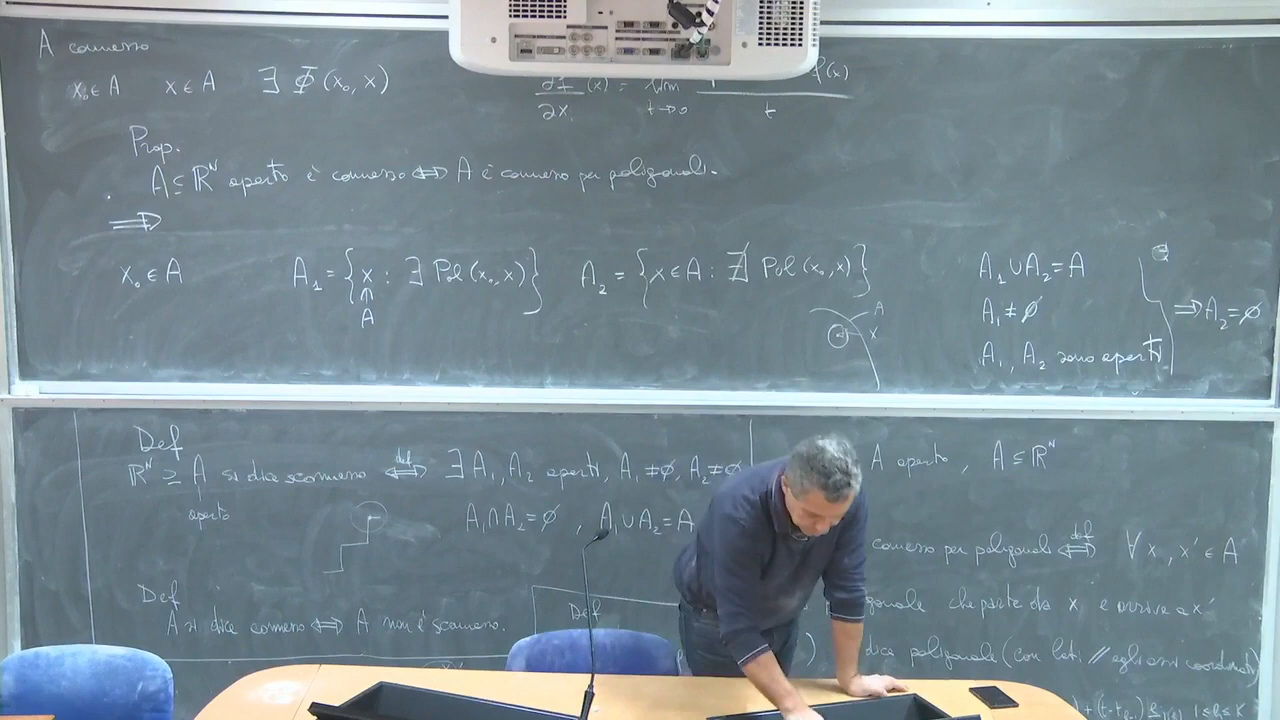 A connesso
x₀ ∈ A   x ∈ A   ∃ Φ(x₀, x)
(x) = lim t→0   f(x) / t
Prop.
A ⊆ ℝᴺ aperto è connesso ⟺ A è connesso per poligonali.
⟹
x₀ ∈ A   A₁ = {x : ∃ Pol(x₀, x)}   A₂ = {x ∈ A : ∄ Pol(x₀, x)}   A₁ ∪ A₂ = A
↑
A   A   x   A₁ ≠ ∅   ⟹ A₂ = ∅
A₁, A₂ sono aperti
Def
ℝᴺ ⊇ A si dice sconnesso ⟺ def ∃ A₁, A₂ aperti, A₁ ≠ ∅, A₂ ≠ ∅
aperto   A₁ ∩ A₂ = ∅ , A₁ ∪ A₂ = A
Def
A si dice connesso ⟺ A non è sconnesso.
Def
A aperto, A ⊆ ℝᴺ
connesso per poligonali ⟺ def ∀ x, x' ∈ A
che parte da x e arriva a x'
dice poligonale (con lati // egli assi coordinati
1 ≤ k ≤ K